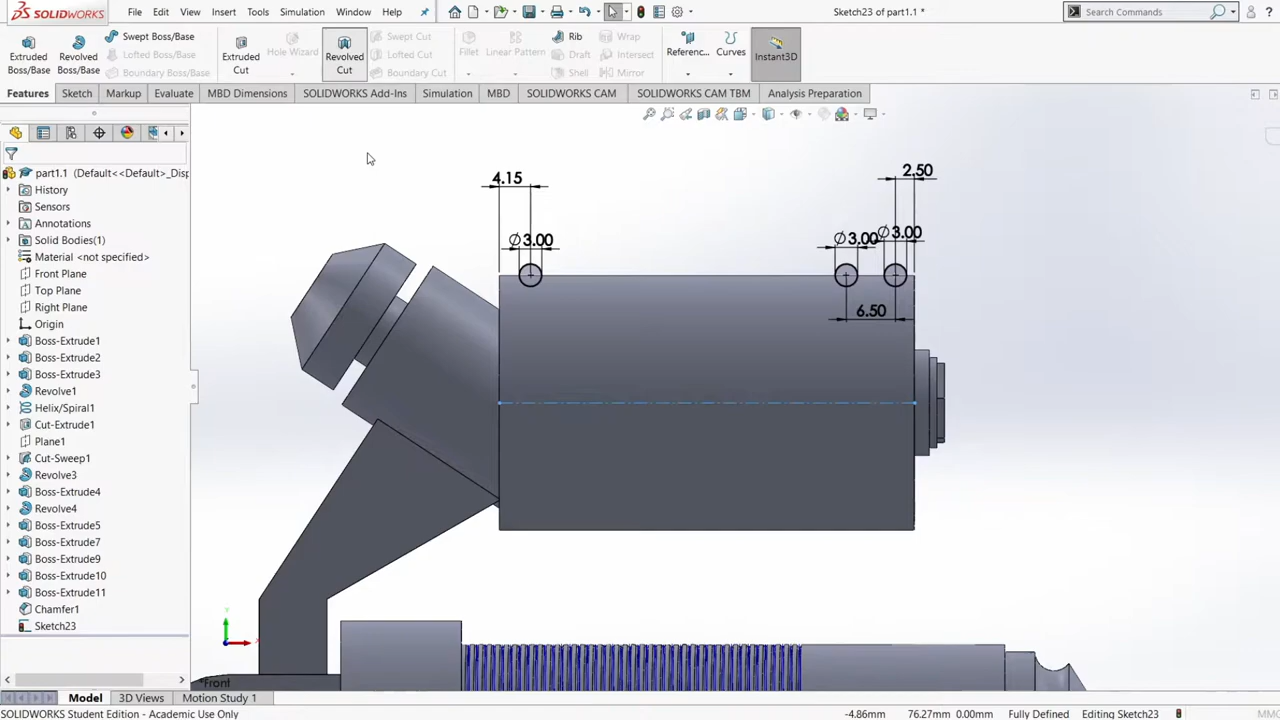 SOLIDWORKS
File Edit View Insert Tools Simulation Window Help
Sketch23 of part1.1 *
Search Commands
Extruded Boss/Base
Revolved Boss/Base
Swept Boss/Base
Lofted Boss/Base
Boundary Boss/Base
Extruded Cut
Hole Wizard
Revolved Cut
Swept Cut
Lofted Cut
Boundary Cut
Fillet
Linear Pattern
Rib
Draft
Shell
Wrap
Intersect
Mirror
Referenc...
Curves
Instant3D
Features Sketch Markup Evaluate MBD Dimensions SOLIDWORKS Add-Ins Simulation MBD SOLIDWORKS CAM SOLIDWORKS CAM TBM Analysis Preparation
part1.1 (Default<<Default>_Disp
History
Sensors
Annotations
Solid Bodies(1)
Material <not specified>
Front Plane
Top Plane
Right Plane
Origin
Boss-Extrude1
Boss-Extrude2
Boss-Extrude3
Revolve1
Helix/Spiral1
Cut-Extrude1
Plane1
Cut-Sweep1
Revolve3
Boss-Extrude4
Revolve4
Boss-Extrude5
Boss-Extrude7
Boss-Extrude9
Boss-Extrude10
Boss-Extrude11
Chamfer1
Sketch23
4.15
2.50
∅3.00
∅3.00
∅3.00
6.50
*Front
Model 3D Views Motion Study 1
SOLIDWORKS Student Edition - Academic Use Only
-4.86mm 76.27mm 0.00mm Fully Defined Editing Sketch23